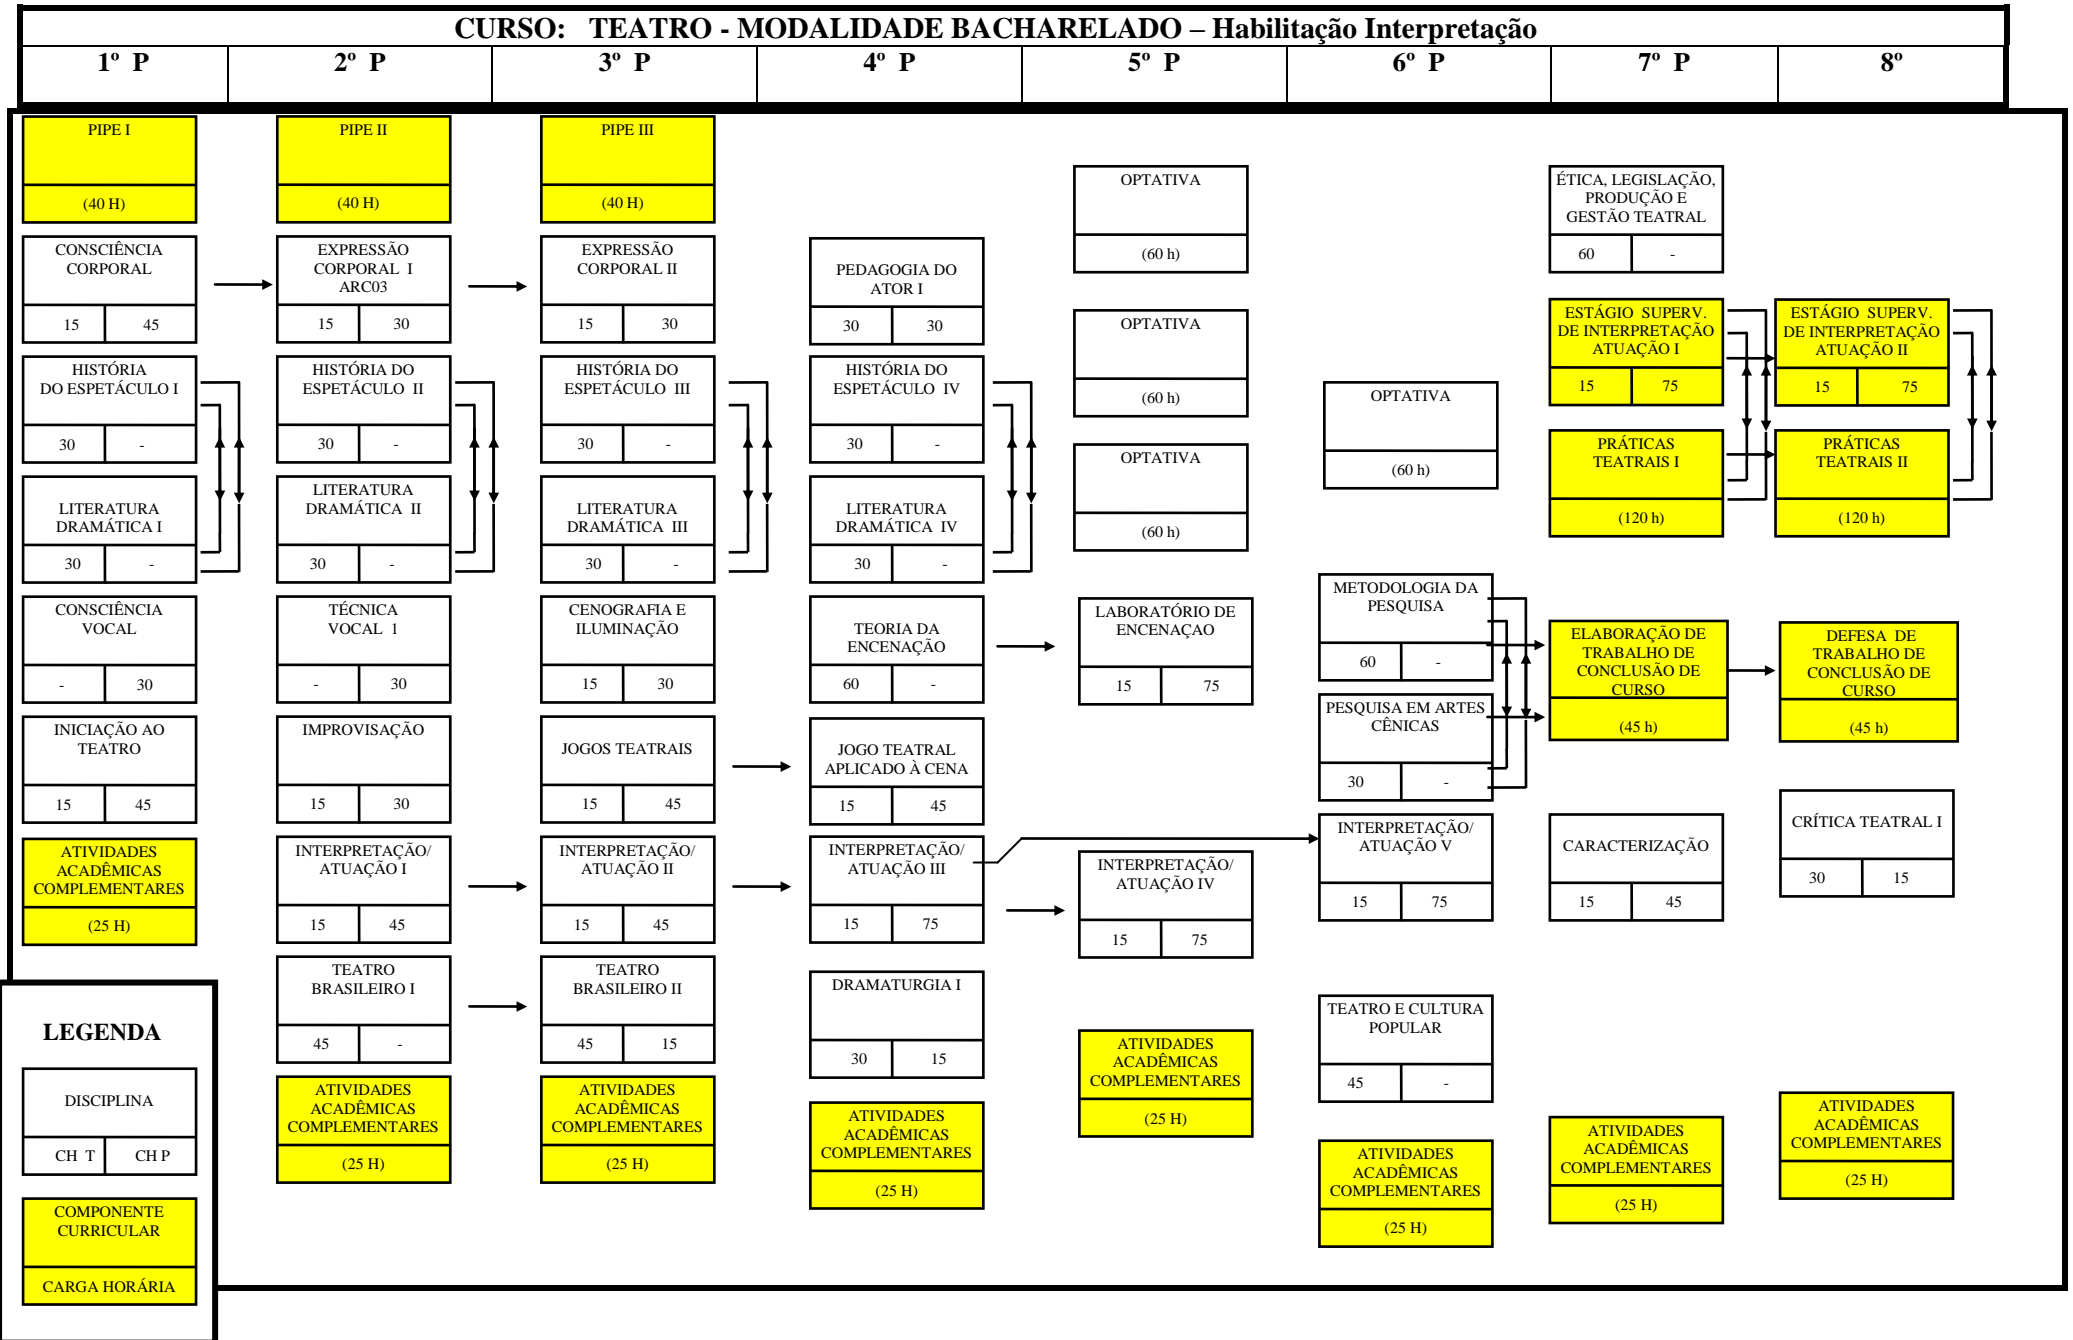 CURSO: TEATRO - MODALIDADE BACHARELADO – Habilitação Interpretação
1º P
2º P
3º P
4º P
5º P
6º P
7º P
8º
PIPE I
(40 H)
CONSCIÊNCIA
CORPORAL
15 45
HISTÓRIA
DO ESPETÁCULO I
30 -
LITERATURA
DRAMÁTICA I
30 -
CONSCIÊNCIA
VOCAL
- 30
INICIAÇÃO AO
TEATRO
15 45
ATIVIDADES
ACADÊMICAS
COMPLEMENTARES
(25 H)
PIPE II
(40 H)
EXPRESSÃO
CORPORAL I
ARC03
15 30
HISTÓRIA DO
ESPETÁCULO II
30 -
LITERATURA
DRAMÁTICA II
30 -
TÉCNICA
VOCAL 1
- 30
IMPROVISAÇÃO
15 30
INTERPRETAÇÃO/
ATUAÇÃO I
15 45
TEATRO
BRASILEIRO I
45 -
ATIVIDADES
ACADÊMICAS
COMPLEMENTARES
(25 H)
PIPE III
(40 H)
EXPRESSÃO
CORPORAL II
15 30
HISTÓRIA DO
ESPETÁCULO III
30 -
LITERATURA
DRAMÁTICA III
30 -
CENOGRAFIA E
ILUMINAÇÃO
15 30
JOGOS TEATRAIS
15 45
INTERPRETAÇÃO/
ATUAÇÃO II
15 45
TEATRO
BRASILEIRO II
45 15
ATIVIDADES
ACADÊMICAS
COMPLEMENTARES
(25 H)
PEDAGOGIA DO
ATOR I
30 30
HISTÓRIA DO
ESPETÁCULO IV
30 -
LITERATURA
DRAMÁTICA IV
30 -
TEORIA DA
ENCENAÇÃO
60 -
JOGO TEATRAL
APLICADO À CENA
15 45
INTERPRETAÇÃO/
ATUAÇÃO III
15 75
DRAMATURGIA I
30 15
ATIVIDADES
ACADÊMICAS
COMPLEMENTARES
(25 H)
OPTATIVA
(60 h)
OPTATIVA
(60 h)
OPTATIVA
(60 h)
LABORATÓRIO DE
ENCENAÇAO
15 75
INTERPRETAÇÃO/
ATUAÇÃO IV
15 75
ATIVIDADES
ACADÊMICAS
COMPLEMENTARES
(25 H)
OPTATIVA
(60 h)
METODOLOGIA DA
PESQUISA
60 -
PESQUISA EM ARTES
CÊNICAS
30 -
INTERPRETAÇÃO/
ATUAÇÃO V
15 75
TEATRO E CULTURA
POPULAR
45 -
ATIVIDADES
ACADÊMICAS
COMPLEMENTARES
(25 H)
ÉTICA, LEGISLAÇÃO,
PRODUÇÃO E
GESTÃO TEATRAL
60 -
ESTÁGIO SUPERV.
DE INTERPRETAÇÃO
ATUAÇÃO I
15 75
PRÁTICAS
TEATRAIS I
(120 h)
ELABORAÇÃO DE
TRABALHO DE
CONCLUSÃO DE
CURSO
(45 h)
CARACTERIZAÇÃO
15 45
ATIVIDADES
ACADÊMICAS
COMPLEMENTARES
(25 H)
ESTÁGIO SUPERV.
DE INTERPRETAÇÃO
ATUAÇÃO II
15 75
PRÁTICAS
TEATRAIS II
(120 h)
DEFESA DE
TRABALHO DE
CONCLUSÃO DE
CURSO
(45 h)
CRÍTICA TEATRAL I
30 15
ATIVIDADES
ACADÊMICAS
COMPLEMENTARES
(25 H)
LEGENDA
DISCIPLINA
CH T CH P
COMPONENTE
CURRICULAR
CARGA HORÁRIA